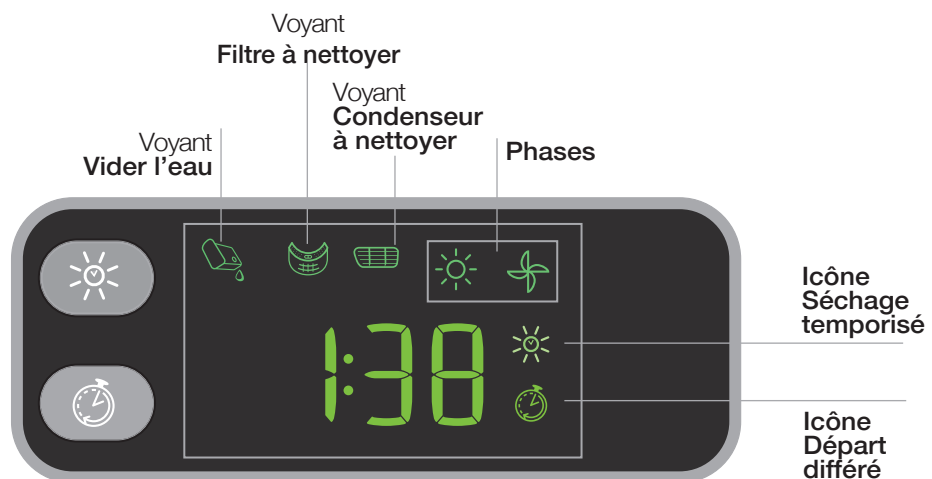 Voyant
Filtre à nettoyer
Voyant
Condenseur
à nettoyer
Voyant
Vider l’eau
Phases
1:38
Icône
Séchage
temporisé
Icône
Départ
différé